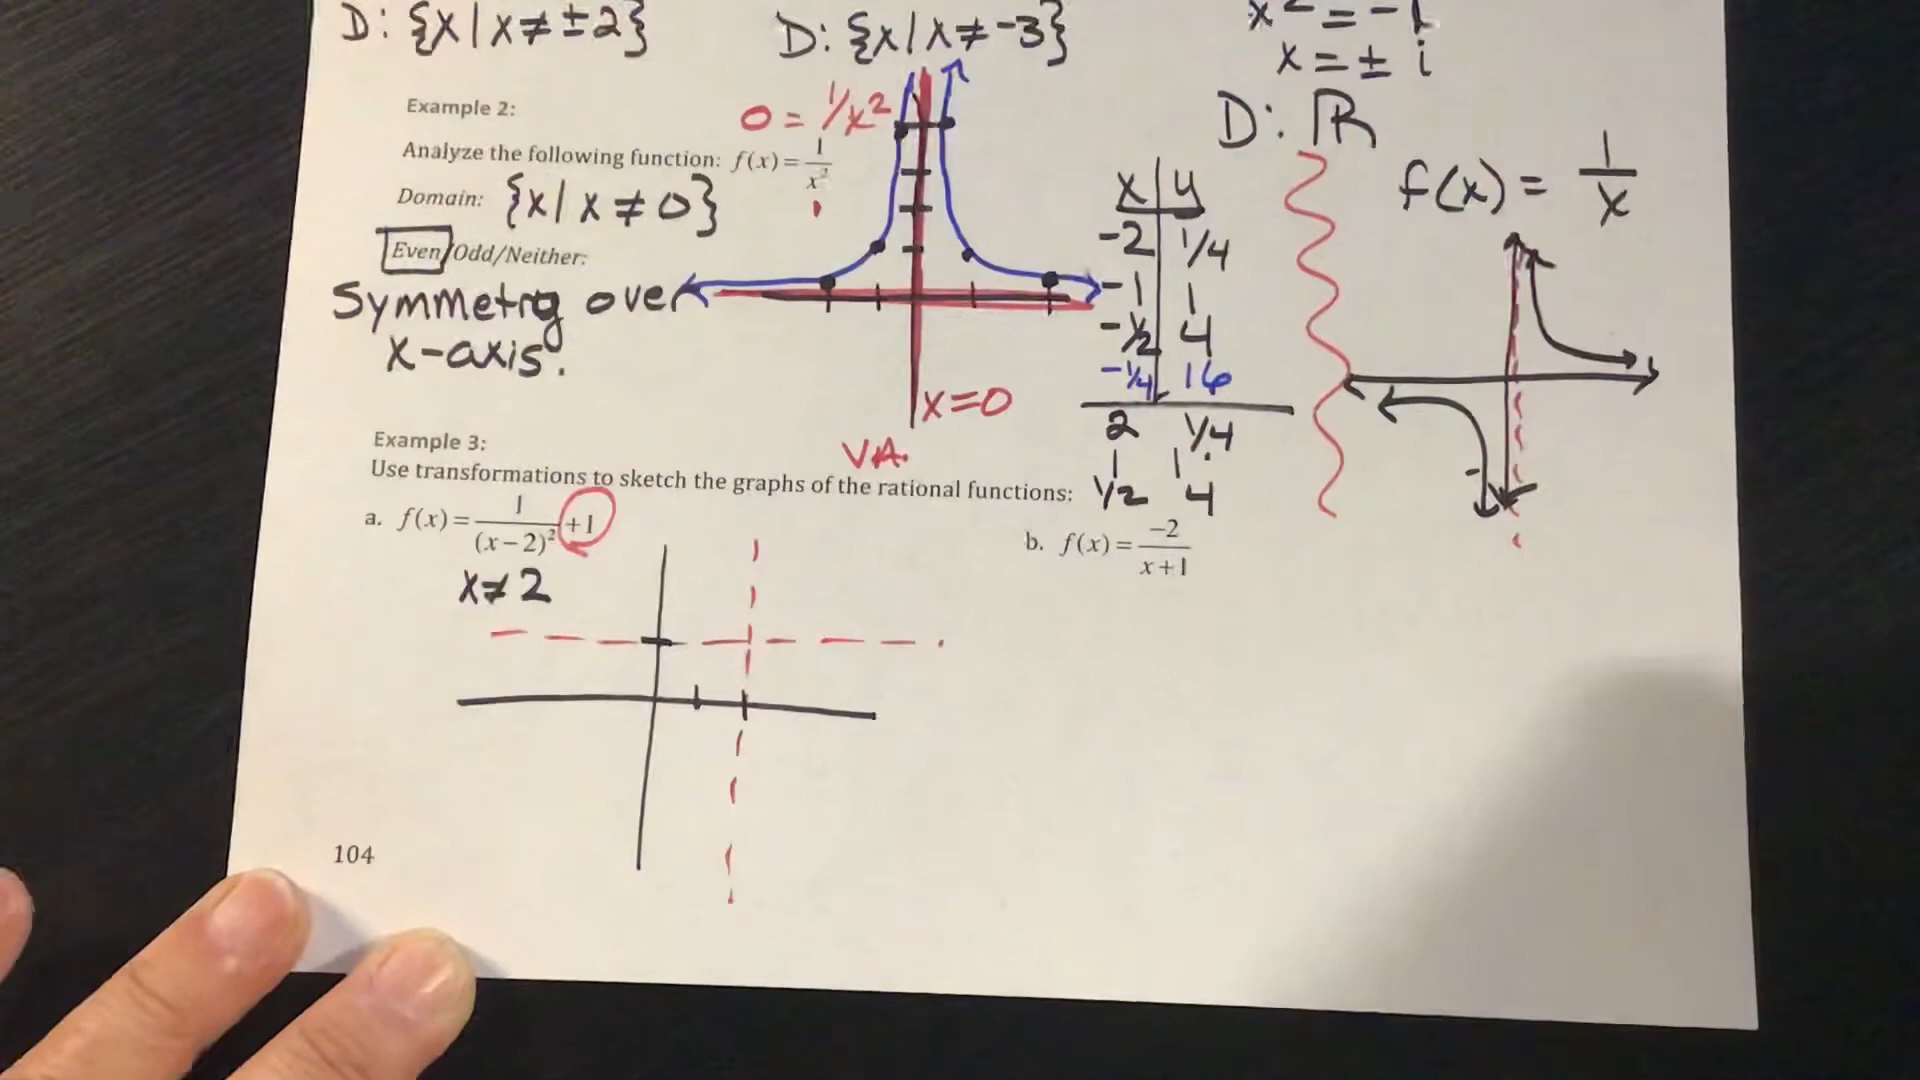 D: {x | x ≠ ±2}
D: {x | x ≠ -3}
x² = -1
x = ± i
D: ℝ
Example 2:
Analyze the following function: f(x) = 1/x²
0 = 1/x²
Domain: {x | x ≠ 0}
Even/Odd/Neither:
Symmetry over
x-axis.
x=0
V.A.
x | y
-2 | 1/4
-1 | 1
-1/2 | 4
-1/4 | 16
2 | 1/4
1 | 1
1/2 | 4
f(x) = 1/x
Example 3:
Use transformations to sketch the graphs of the rational functions:
a. f(x) = 1/(x-2)² +1
x ≠ 2
b. f(x) = -2/(x+1)
104